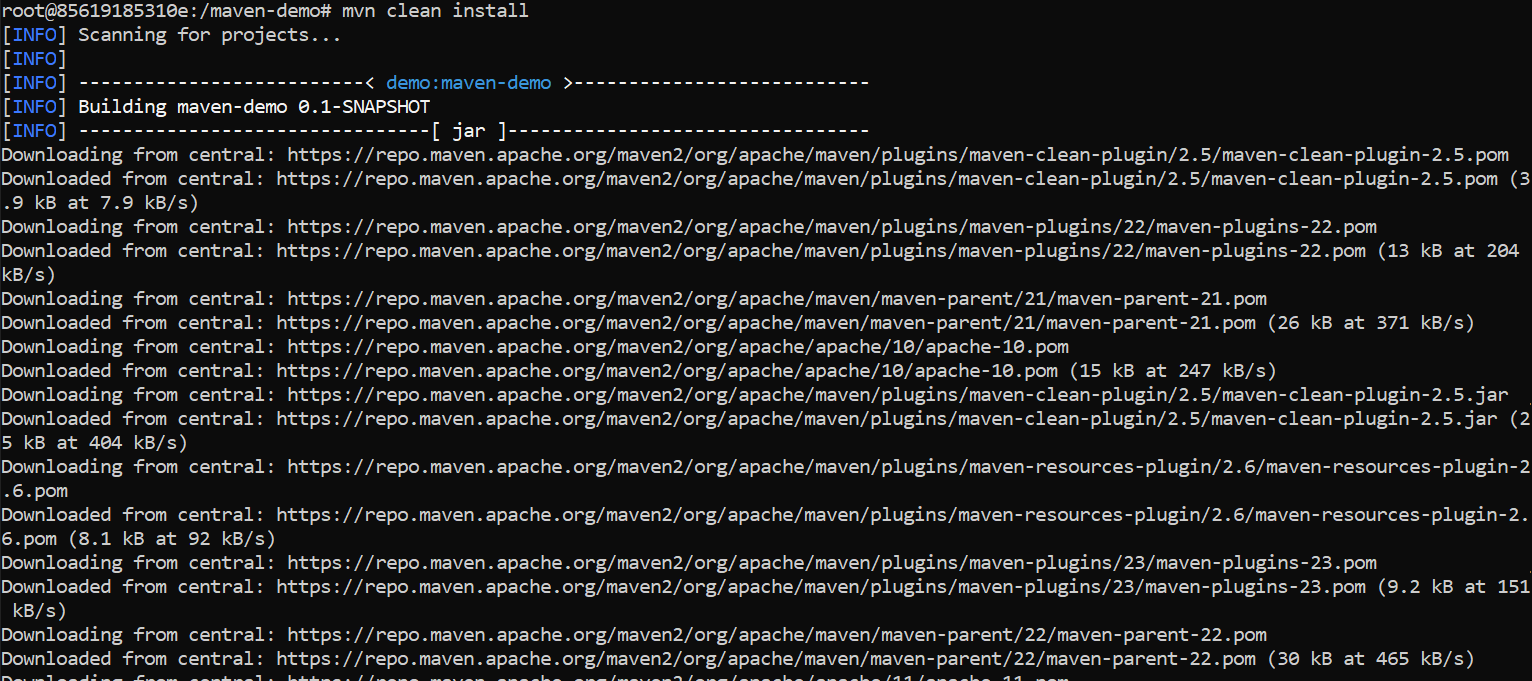 root@85619185310e:/maven-demo# mvn clean install
[INFO] Scanning for projects...
[INFO]
[INFO] --------------------------< demo:maven-demo >---------------------------
[INFO] Building maven-demo 0.1-SNAPSHOT
[INFO] --------------------------------[ jar ]---------------------------------
Downloading from central: https://repo.maven.apache.org/maven2/org/apache/maven/plugins/maven-clean-plugin/2.5/maven-clean-plugin-2.5.pom
Downloaded from central: https://repo.maven.apache.org/maven2/org/apache/maven/plugins/maven-clean-plugin/2.5/maven-clean-plugin-2.5.pom (3
.9 kB at 7.9 kB/s)
Downloading from central: https://repo.maven.apache.org/maven2/org/apache/maven/plugins/maven-plugins/22/maven-plugins-22.pom
Downloaded from central: https://repo.maven.apache.org/maven2/org/apache/maven/plugins/maven-plugins/22/maven-plugins-22.pom (13 kB at 204
kB/s)
Downloading from central: https://repo.maven.apache.org/maven2/org/apache/maven/maven-parent/21/maven-parent-21.pom
Downloaded from central: https://repo.maven.apache.org/maven2/org/apache/maven/maven-parent/21/maven-parent-21.pom (26 kB at 371 kB/s)
Downloading from central: https://repo.maven.apache.org/maven2/org/apache/apache/10/apache-10.pom
Downloaded from central: https://repo.maven.apache.org/maven2/org/apache/apache/10/apache-10.pom (15 kB at 247 kB/s)
Downloading from central: https://repo.maven.apache.org/maven2/org/apache/maven/plugins/maven-clean-plugin/2.5/maven-clean-plugin-2.5.jar
Downloaded from central: https://repo.maven.apache.org/maven2/org/apache/maven/plugins/maven-clean-plugin/2.5/maven-clean-plugin-2.5.jar (2
5 kB at 404 kB/s)
Downloading from central: https://repo.maven.apache.org/maven2/org/apache/maven/plugins/maven-resources-plugin/2.6/maven-resources-plugin-2
.6.pom
Downloaded from central: https://repo.maven.apache.org/maven2/org/apache/maven/plugins/maven-resources-plugin/2.6/maven-resources-plugin-2.
6.pom (8.1 kB at 92 kB/s)
Downloading from central: https://repo.maven.apache.org/maven2/org/apache/maven/plugins/maven-plugins/23/maven-plugins-23.pom
Downloaded from central: https://repo.maven.apache.org/maven2/org/apache/maven/plugins/maven-plugins/23/maven-plugins-23.pom (9.2 kB at 151
 kB/s)
Downloading from central: https://repo.maven.apache.org/maven2/org/apache/maven/maven-parent/22/maven-parent-22.pom
Downloaded from central: https://repo.maven.apache.org/maven2/org/apache/maven/maven-parent/22/maven-parent-22.pom (30 kB at 465 kB/s)
Downloading from central: https://repo.maven.apache.org/maven2/org/apache/apache/11/apache-11.pom